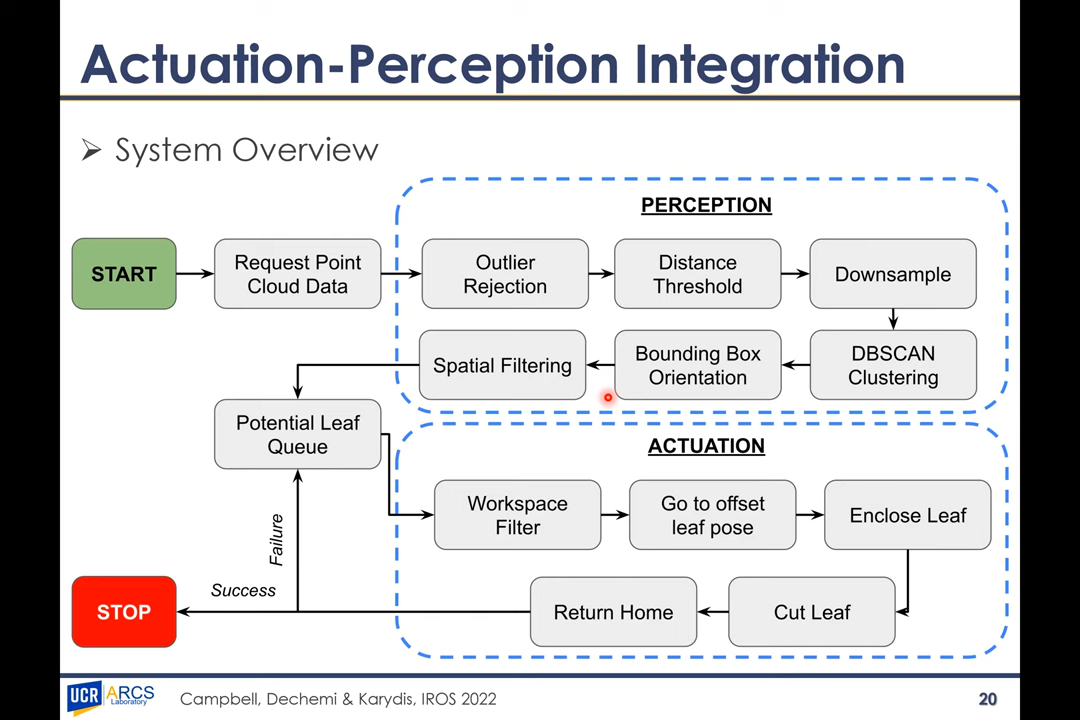 Actuation-Perception Integration
➢ System Overview
PERCEPTION
START
Request Point
Cloud Data
Outlier
Rejection
Distance
Threshold
Downsample
Spatial Filtering
Bounding Box
Orientation
DBSCAN
Clustering
Potential Leaf
Queue
ACTUATION
Workspace
Filter
Go to offset
leaf pose
Enclose Leaf
Failure
Success
STOP
Return Home
Cut Leaf
UCR ARCS
Laboratory
Campbell, Dechemi & Karydis, IROS 2022
20